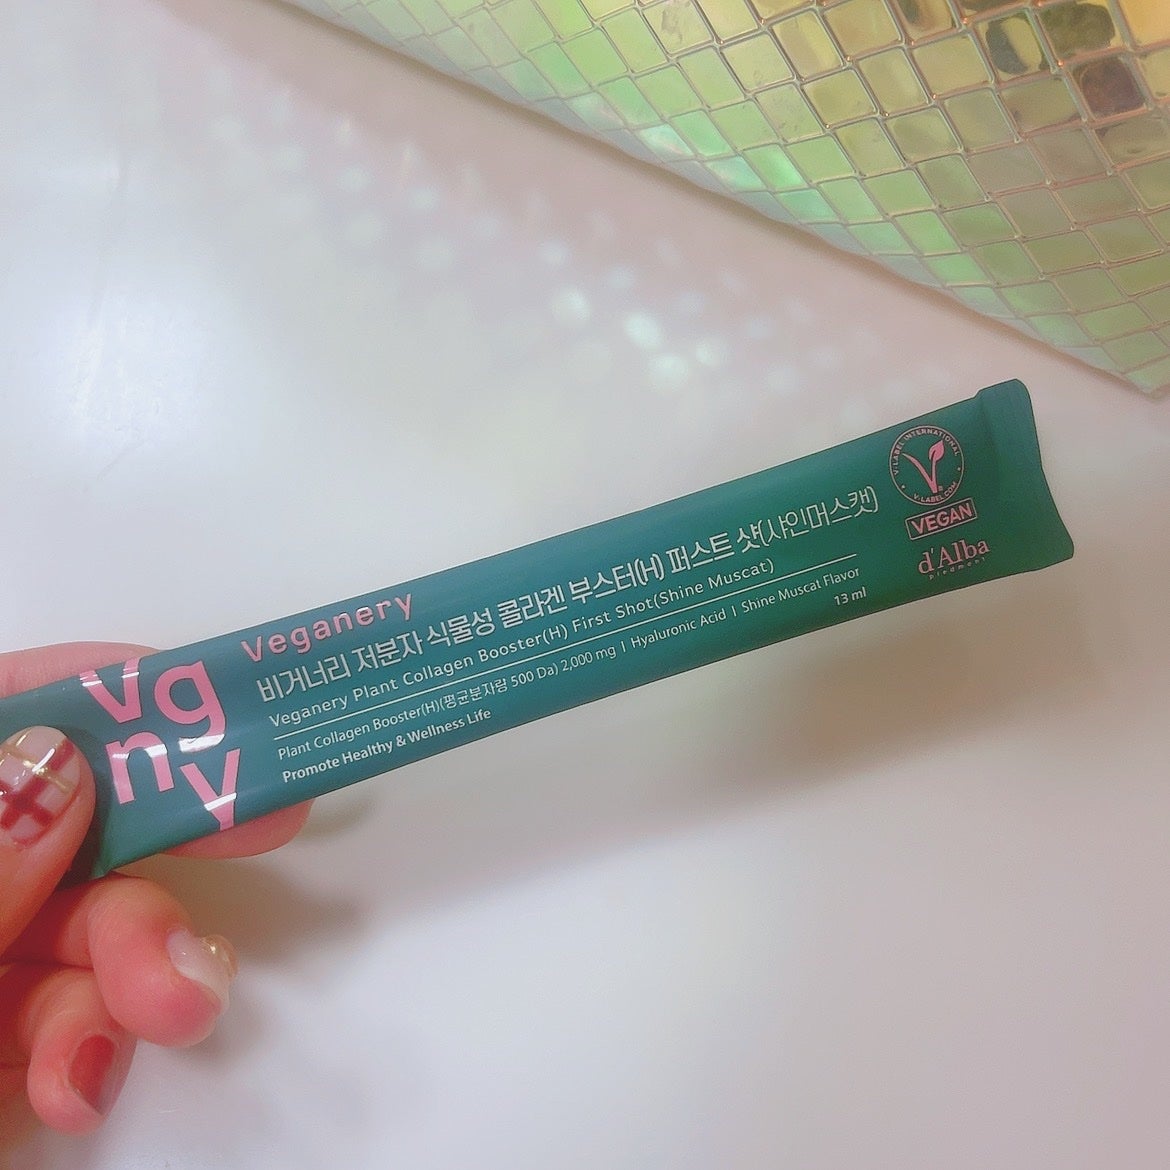 vg
ny
Veganery
비거너리 저분자 식물성 콜라겐 부스터(H) 퍼스트 샷(샤인머스캣)
Veganery Plant Collagen Booster(H) First Shot(Shine Muscat)
Plant Collagen Booster(H)(평균분자량 500 Da) 2,000 mg | Hyaluronic Acid | Shine Muscat Flavor
Promote Healthy & Wellness Life
13 ml
V-LABEL INTERNATIONAL
V-LABEL.COM
VEGAN
d'Alba
piedmont